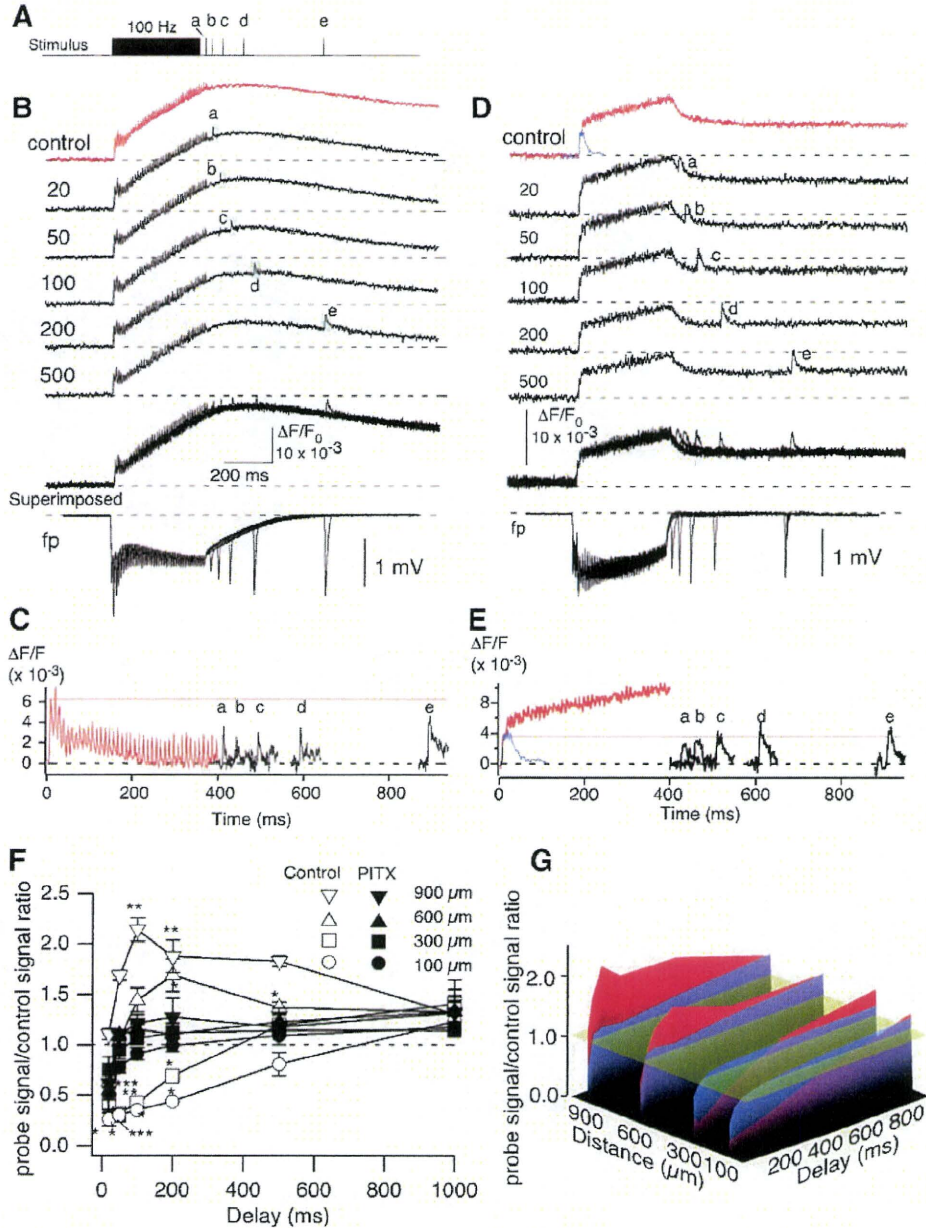 A
100 Hz
a b c d e
Stimulus
B
control
a
20
b
50
c
100
d
200
e
500
ΔF/F0
10 x 10-3
200 ms
Superimposed
fp
1 mV
D
control
20
a
50
b
100
c
200
d
500
e
ΔF/F0
10 x 10-3
1 mV
C
ΔF/F
(x 10-3)
6
4
2
0
a b c d e
0 200 400 600 800
Time (ms)
E
ΔF/F
(x 10-3)
8
4
0
a b c d e
0 200 400 600 800
Time (ms)
F
probe signal/control signal ratio
2.5
2.0
1.5
1.0
0.5
0.0
Control PITX
900 µm
600 µm
300 µm
100 µm
** ** * * *** ** * * * * ***
0 200 400 600 800 1000
Delay (ms)
G
probe signal/control signal ratio
2.0
1.0
0.0
900 600 300 100
Distance (µm)
200 400 600 800
Delay (ms)